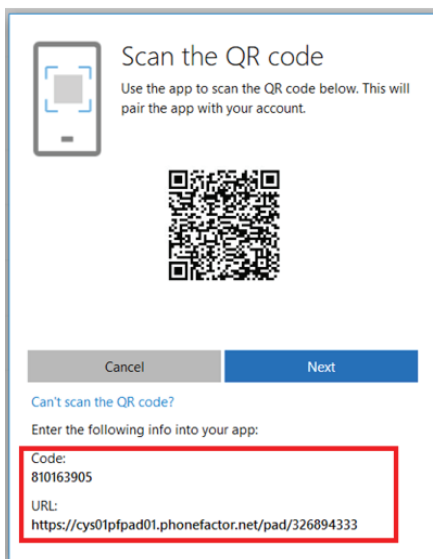 Scan the QR code
Use the app to scan the QR code below. This will
pair the app with your account.
Cancel
Next
Can't scan the QR code?
Enter the following info into your app:
Code:
810163905
URL:
https://cys01pfpad01.phonefactor.net/pad/326894333